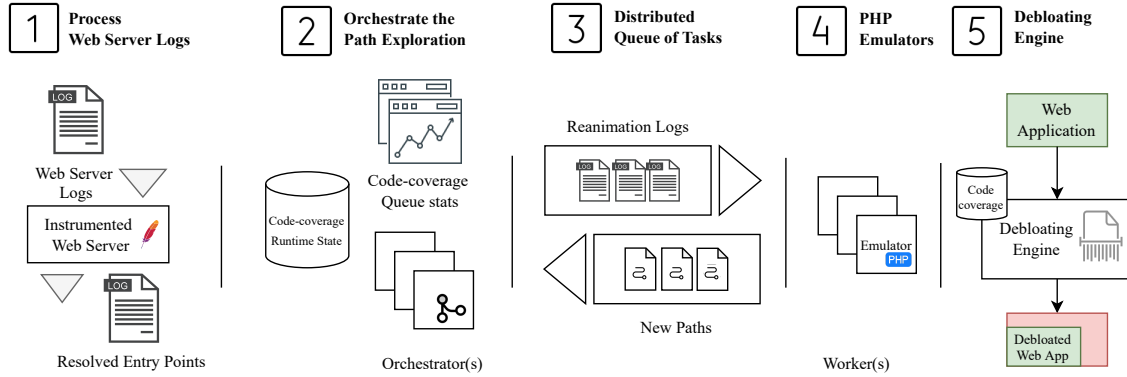 1
Process
Web Server Logs
2
Orchestrate the
Path Exploration
3
Distributed
Queue of Tasks
4
PHP
Emulators
5
Debloating
Engine
LOG
Web Server
Logs
Instrumented
Web Server
LOG
Resolved Entry Points
Code-coverage
Queue stats
Code-coverage
Runtime State
Orchestrator(s)
Reanimation Logs
LOG
LOG
LOG
New Paths
Emulator
PHP
Worker(s)
Web
Application
Code
coverage
Debloating
Engine
Debloated
Web App